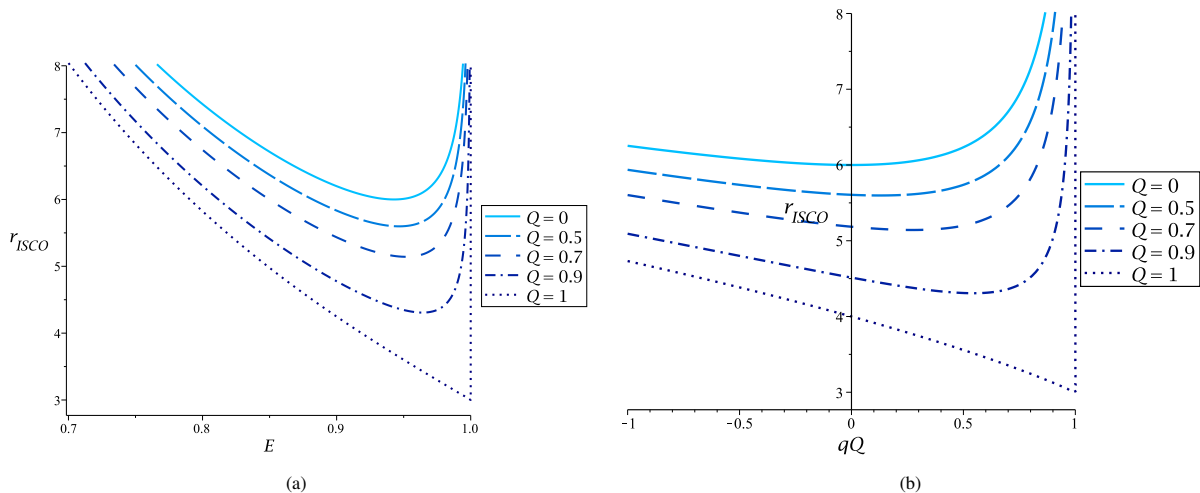 8
7
6
r_ISCO
5
4
3
0.7 0.8 0.9 1.0
E
Q = 0
Q = 0.5
Q = 0.7
Q = 0.9
Q = 1
(a)
8
7
6
r_ISCO
5
4
3
−1 −0.5 0 0.5 1
qQ
Q = 0
Q = 0.5
Q = 0.7
Q = 0.9
Q = 1
(b)